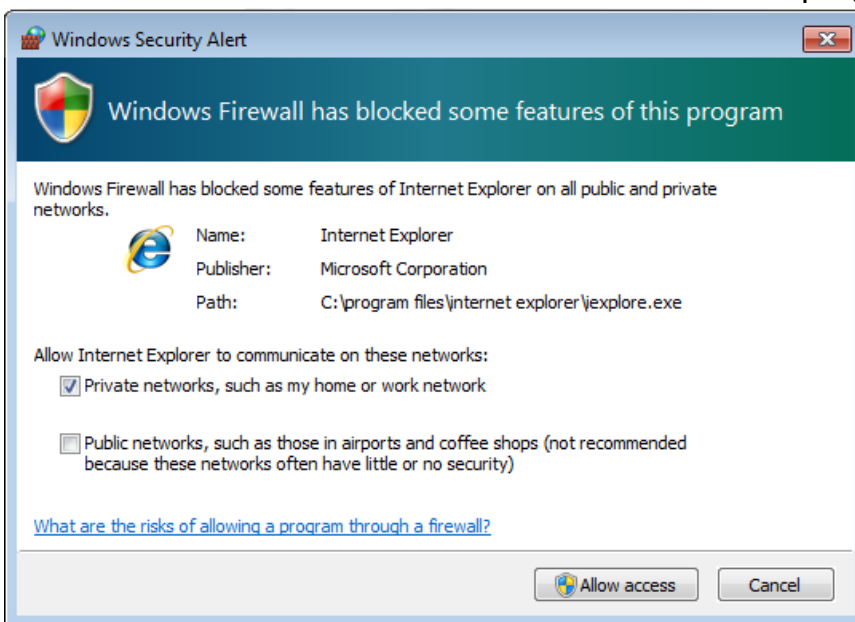 Windows Security Alert
Windows Firewall has blocked some features of this program
Windows Firewall has blocked some features of Internet Explorer on all public and private
networks.
Name: Internet Explorer
Publisher: Microsoft Corporation
Path: C:\program files\internet explorer\iexplore.exe
Allow Internet Explorer to communicate on these networks:
Private networks, such as my home or work network
Public networks, such as those in airports and coffee shops (not recommended
because these networks often have little or no security)
What are the risks of allowing a program through a firewall?
Allow access Cancel